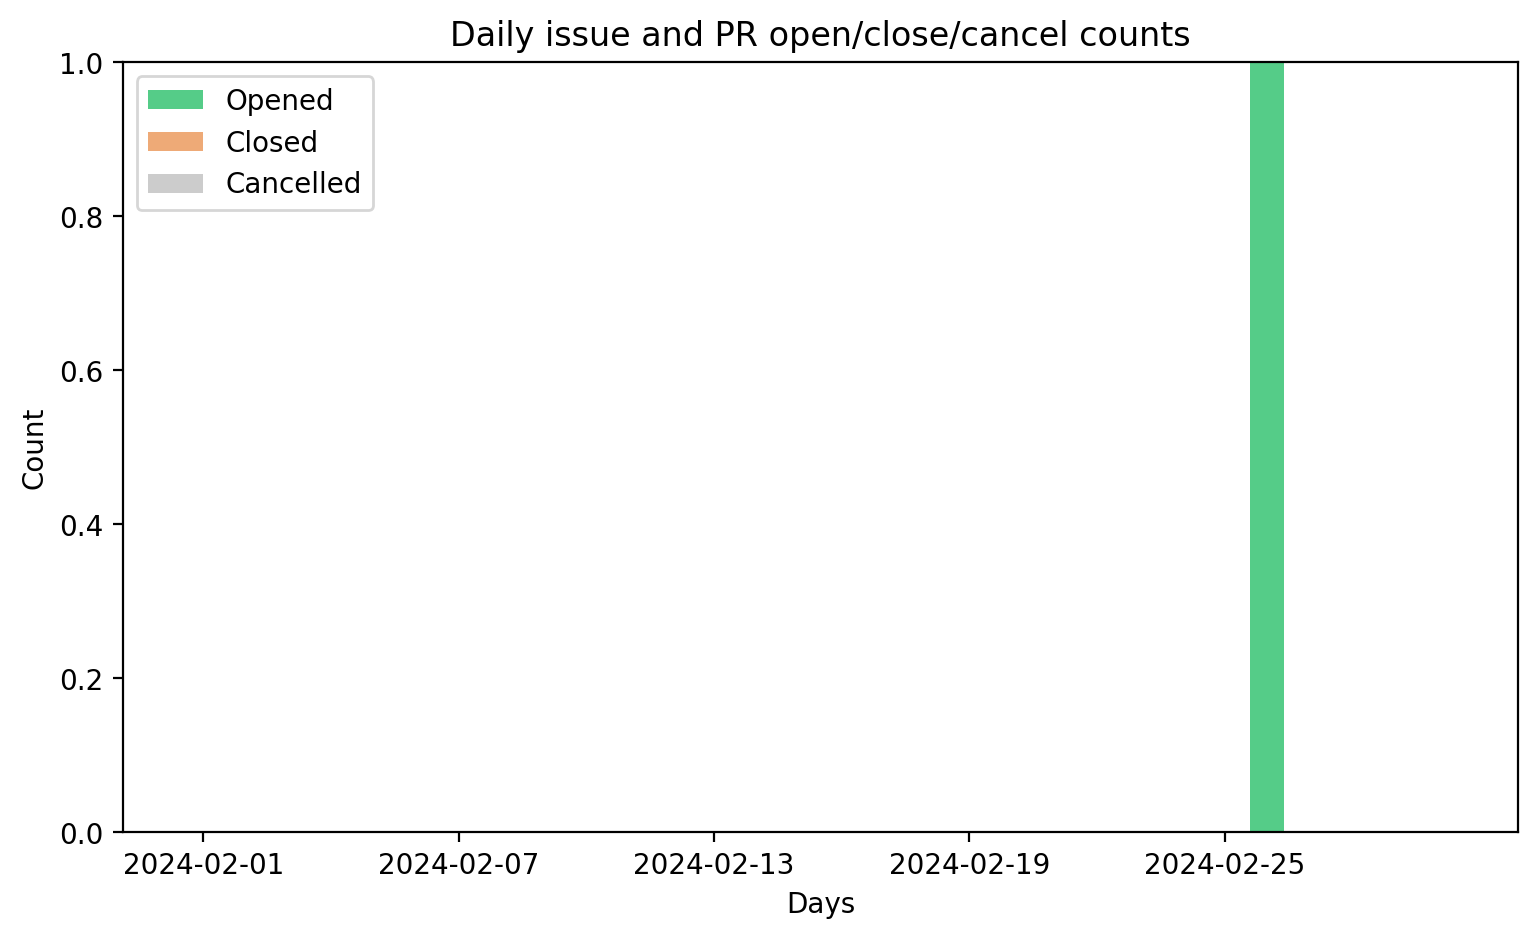 Daily issue and PR open/close/cancel counts
1.0
0.8
0.6
0.4
0.2
0.0
Count
Opened
Closed
Cancelled
2024-02-01
2024-02-07
2024-02-13
2024-02-19
2024-02-25
Days